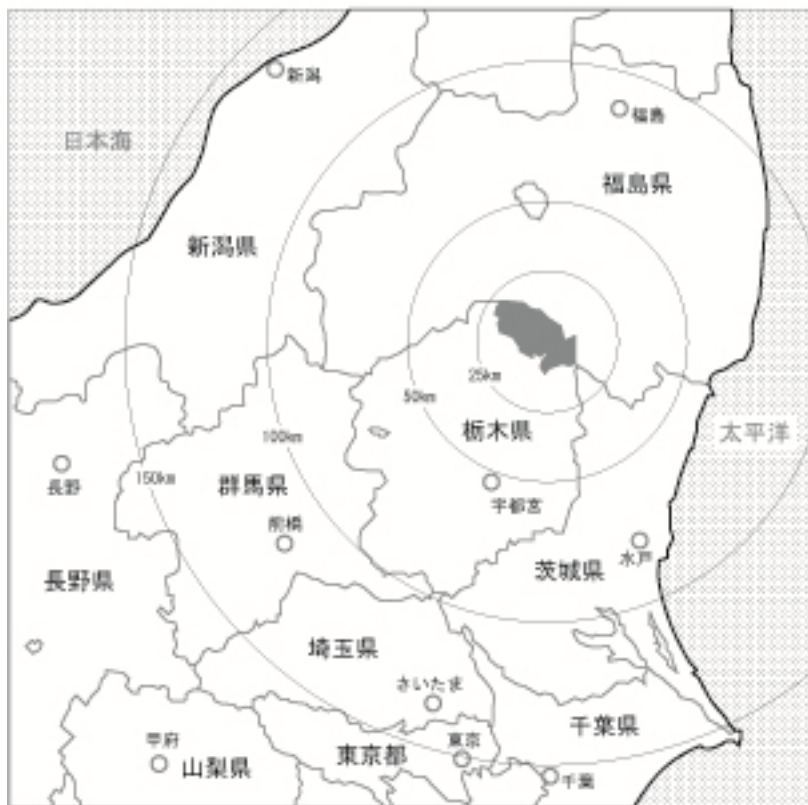 新潟
福島
日本海
福島県
新潟県
25km
50km
栃木県
太平洋
100km
長野
150km
群馬県
宇都宮
前橋
水戸
茨城県
長野県
埼玉県
さいたま
千葉県
甲府
山梨県
東京都
東京
千葉